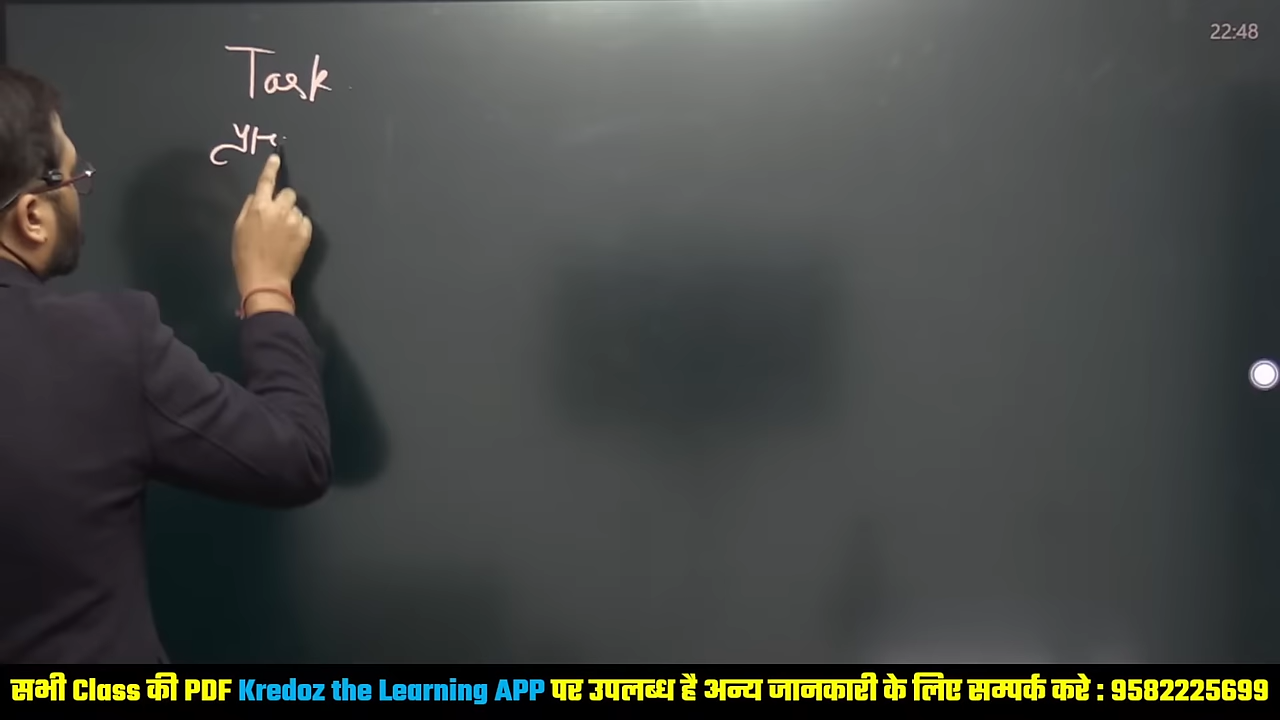 22:48
Task
सभी Class की PDF Kredoz the Learning APP पर उपलब्ध है अन्य जानकारी के लिए सम्पर्क करे : 9582225699